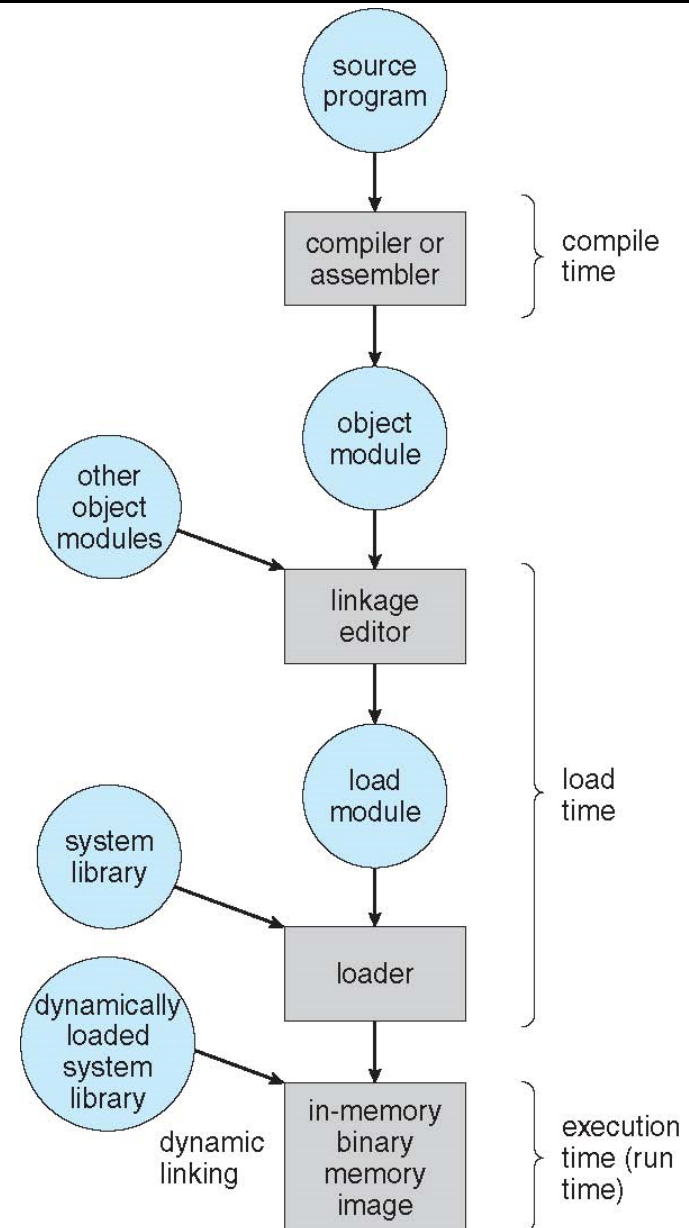 source
program
compiler or
assembler
compile
time
object
module
other
object
modules
linkage
editor
load
module
load
time
system
library
loader
dynamically
loaded
system
library
dynamic
linking
in-memory
binary
memory
image
execution
time (run
time)